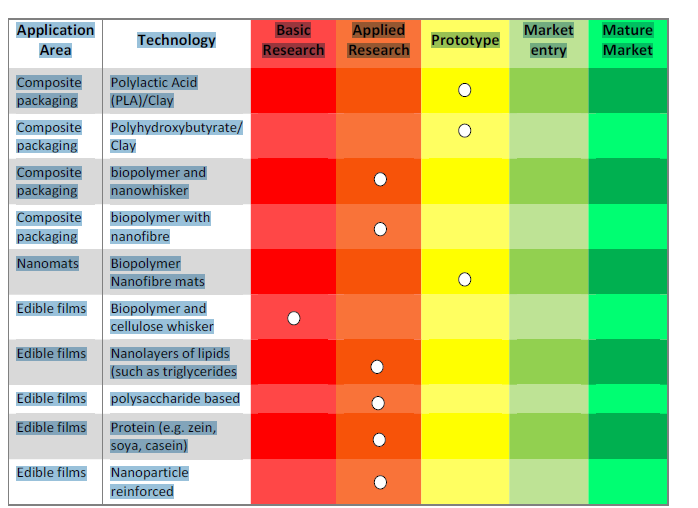 Application Area
Technology
Basic Research
Applied Research
Prototype
Market entry
Mature Market
Composite packaging
Polylactic Acid (PLA)/Clay
Composite packaging
Polyhydroxybutyrate/ Clay
Composite packaging
biopolymer and nanowhisker
Composite packaging
biopolymer with nanofibre
Nanomats
Biopolymer Nanofibre mats
Edible films
Biopolymer and cellulose whisker
Edible films
Nanolayers of lipids (such as triglycerides
Edible films
polysaccharide based
Edible films
Protein (e.g. zein, soya, casein)
Edible films
Nanoparticle reinforced